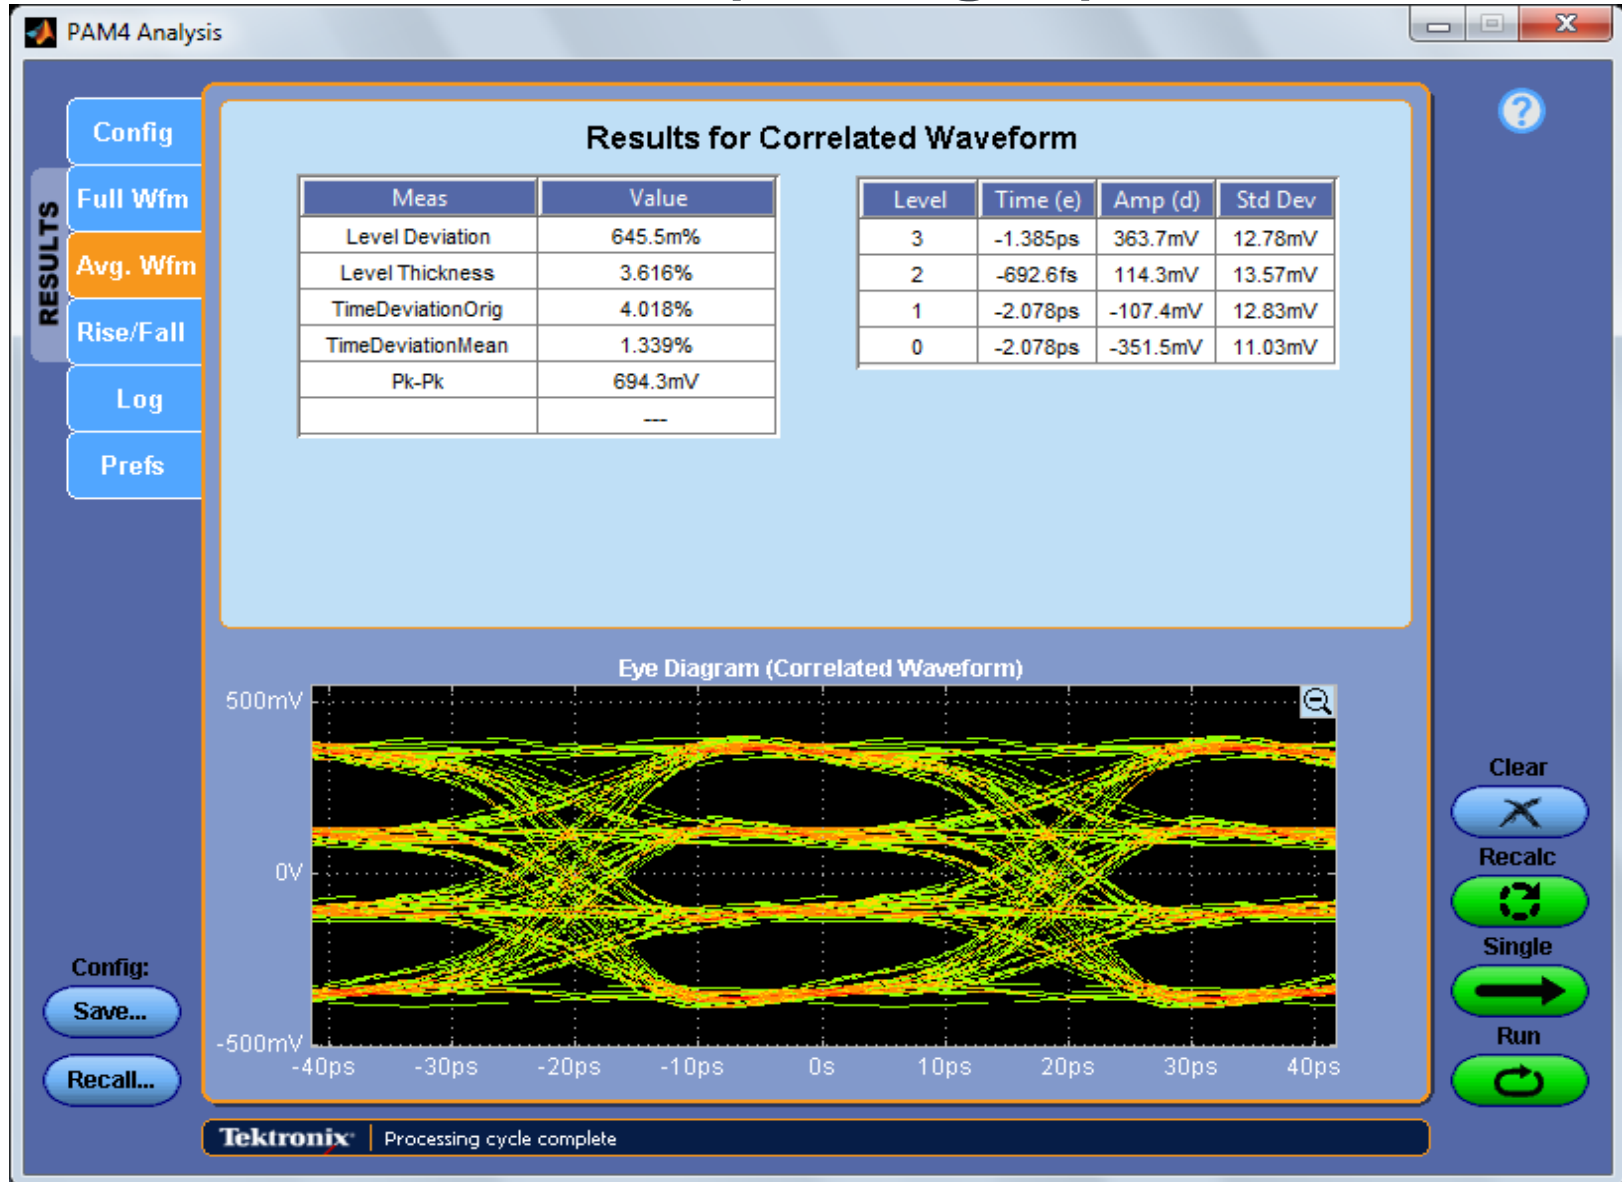 PAM4 Analysis
RESULTS
Config
Full Wfm
Avg. Wfm
Rise/Fall
Log
Prefs
Results for Correlated Waveform
Meas Value
Level Deviation 645.5m%
Level Thickness 3.616%
TimeDeviationOrig 4.018%
TimeDeviationMean 1.339%
Pk-Pk 694.3mV
---
Level Time (e) Amp (d) Std Dev
3 -1.385ps 363.7mV 12.78mV
2 -692.6fs 114.3mV 13.57mV
1 -2.078ps -107.4mV 12.83mV
0 -2.078ps -351.5mV 11.03mV
Eye Diagram (Correlated Waveform)
500mV
0V
-500mV
-40ps -30ps -20ps -10ps 0s 10ps 20ps 30ps 40ps
Clear
Recalc
Single
Run
Config:
Save...
Recall...
Tektronix Processing cycle complete